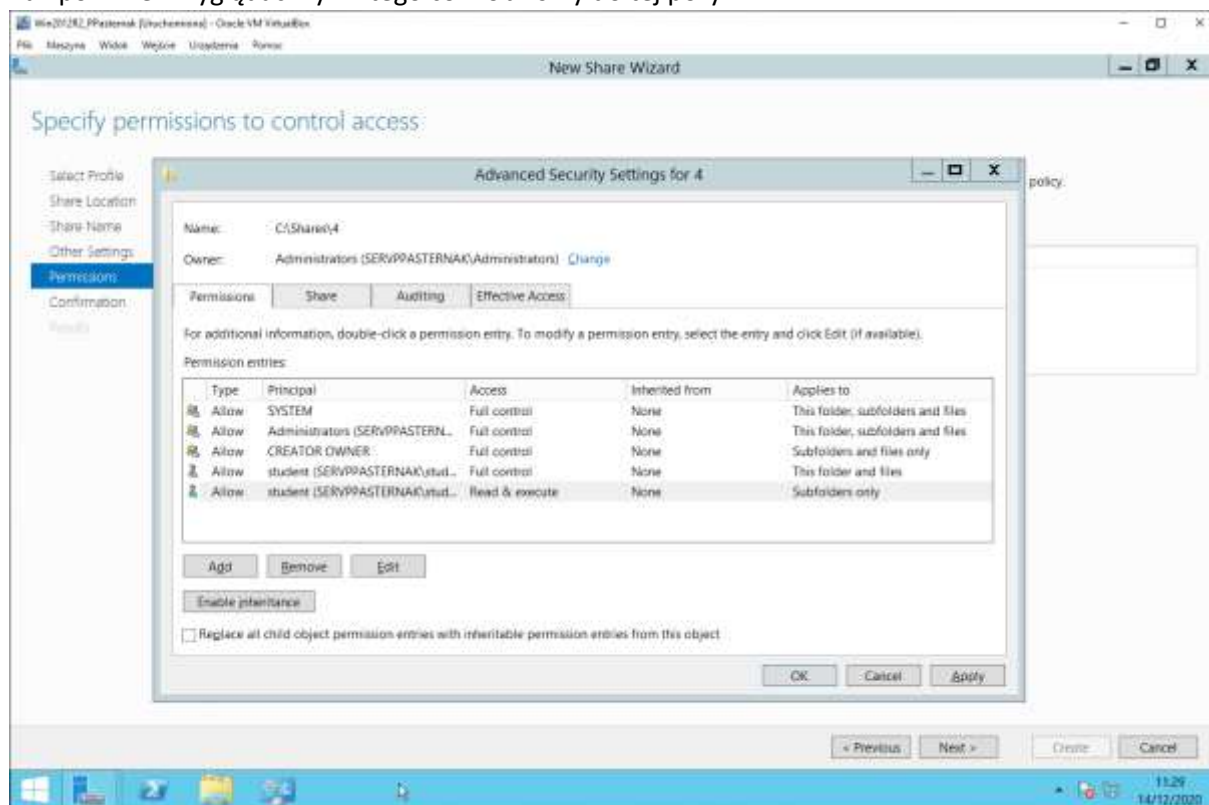 Win2012R2_PPasternak [Uruchomiona] - Oracle VM VirtualBox
Plik Maszyna Widok Wejście Urządzenia Pomoc
New Share Wizard
Specify permissions to control access
Select Profile
Share Location
Share Name
Other Settings
Permissions
Confirmation
Results
policy.
Advanced Security Settings for 4
Name: C:\Shares\4
Owner: Administrators (SERVPPASTERNAK\Administrators) Change
Permissions Share Auditing Effective Access
For additional information, double-click a permission entry. To modify a permission entry, select the entry and click Edit (if available).
Permission entries:
Type Principal Access Inherited from Applies to
Allow SYSTEM Full control None This folder, subfolders and files
Allow Administrators (SERVPPASTERN... Full control None This folder, subfolders and files
Allow CREATOR OWNER Full control None Subfolders and files only
Allow student (SERVPPASTERNAK\stud... Full control None This folder and files
Allow student (SERVPPASTERNAK\stud... Read & execute None Subfolders only
Add Remove Edit
Enable inheritance
Replace all child object permission entries with inheritable permission entries from this object
OK Cancel Apply
< Previous Next > Create Cancel
11:29
14/12/2020